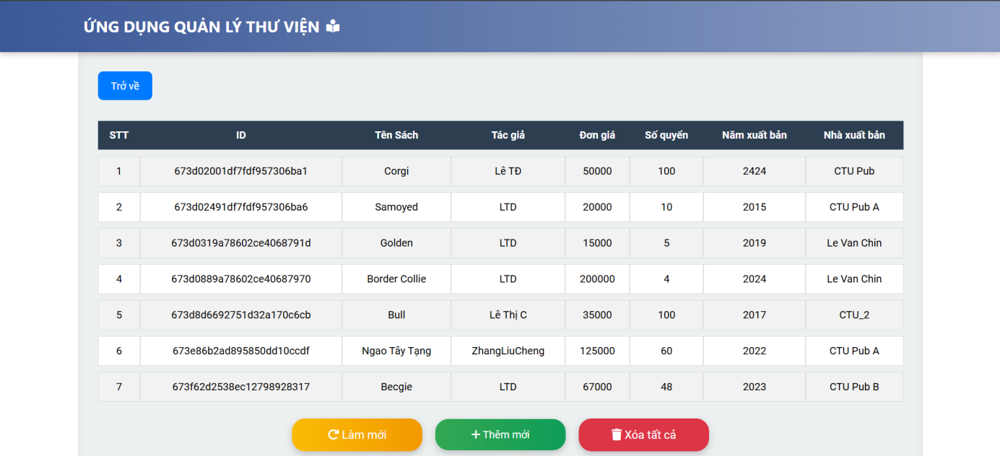 ỨNG DỤNG QUẢN LÝ THƯ VIỆN
Trở về
STT ID Tên Sách Tác giả Đơn giá Số quyển Năm xuất bản Nhà xuất bản
1 673d02001df7fdf957306ba1 Corgi Lê TĐ 50000 100 2424 CTU Pub
2 673d02491df7fdf957306ba6 Samoyed LTD 20000 10 2015 CTU Pub A
3 673d0319a78602ce4068791d Golden LTD 15000 5 2019 Le Van Chin
4 673d0889a78602ce40687970 Border Collie LTD 200000 4 2024 Le Van Chin
5 673d8d6692751d32a170c6cb Bull Lê Thị C 35000 100 2017 CTU_2
6 673e86b2ad895850dd10ccdf Ngao Tây Tạng ZhangLiuCheng 125000 60 2022 CTU Pub A
7 673f62d2538ec12798928317 Becgie LTD 67000 48 2023 CTU Pub B
Làm mới Thêm mới Xóa tất cả